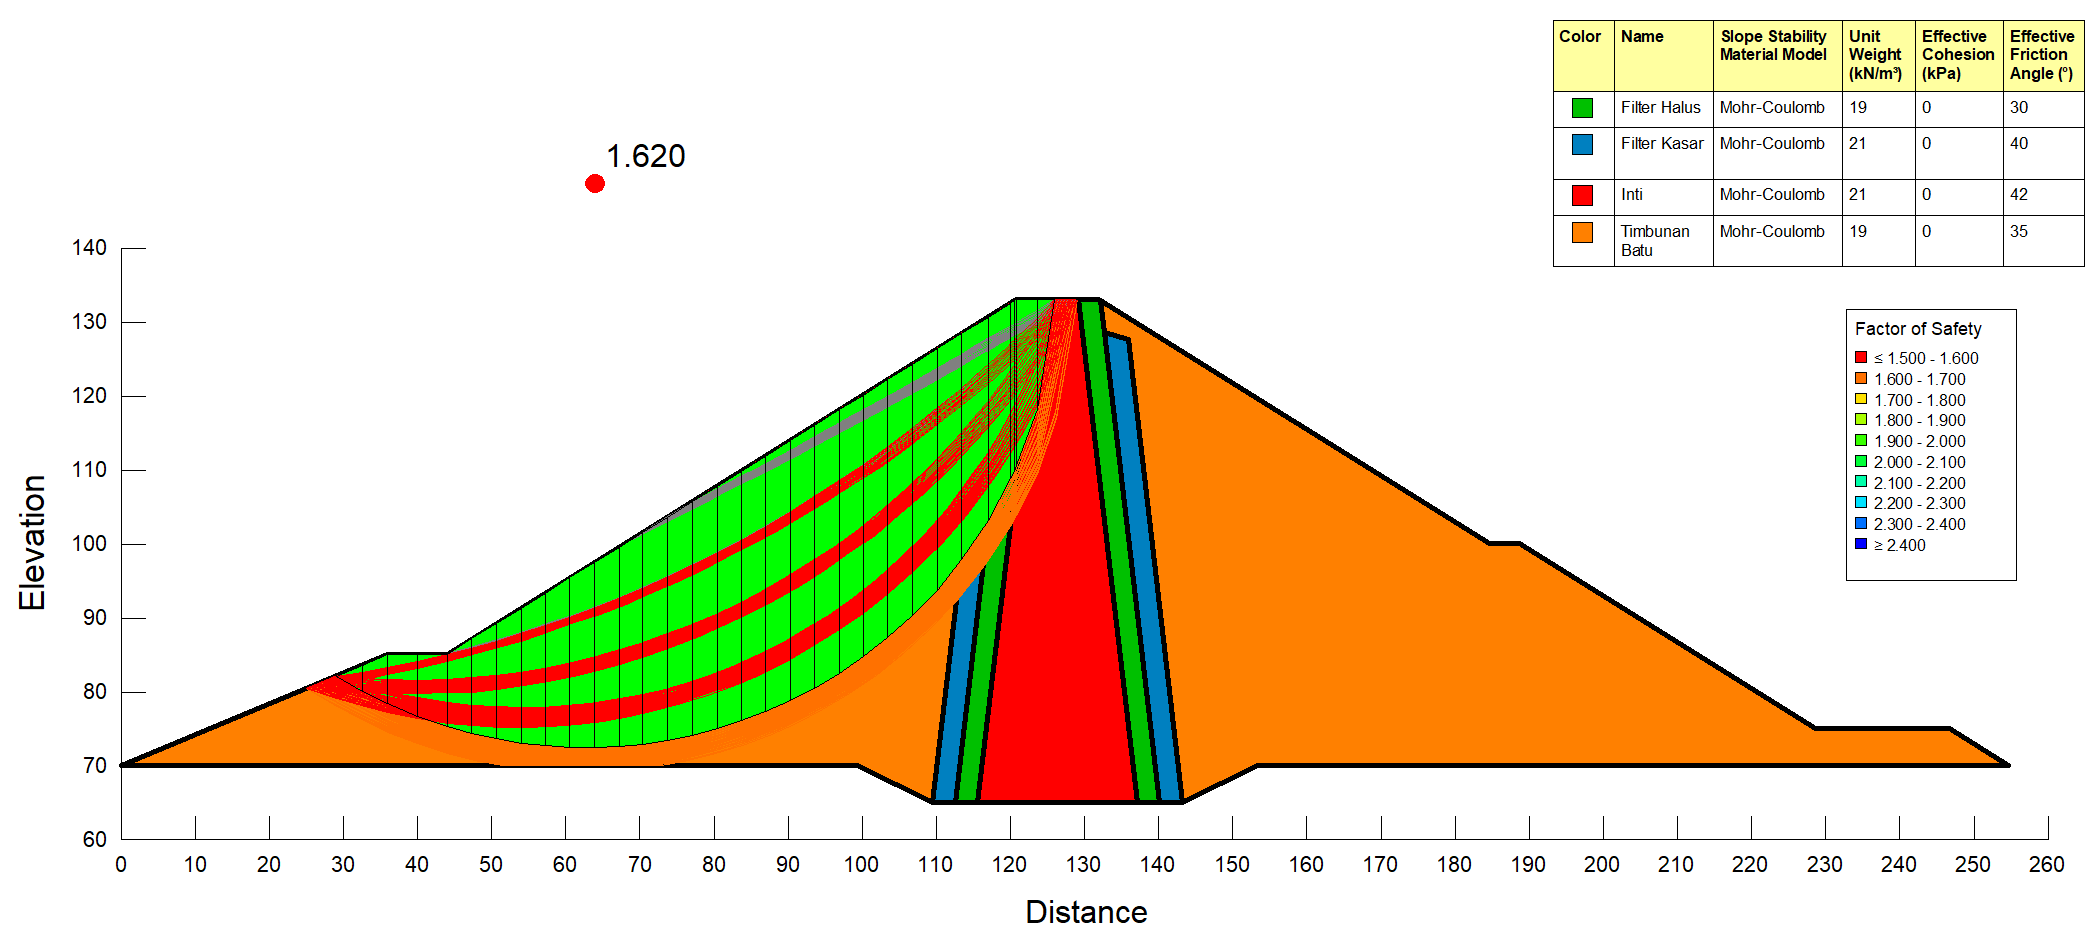 Color Name Slope Stability Material Model Unit Weight (kN/m³) Effective Cohesion (kPa) Effective Friction Angle (°)
Filter Halus Mohr-Coulomb 19 0 30
Filter Kasar Mohr-Coulomb 21 0 40
Inti Mohr-Coulomb 21 0 42
Timbunan Batu Mohr-Coulomb 19 0 35
1.620
Factor of Safety
≤ 1.500 - 1.600
1.600 - 1.700
1.700 - 1.800
1.800 - 1.900
1.900 - 2.000
2.000 - 2.100
2.100 - 2.200
2.200 - 2.300
2.300 - 2.400
≥ 2.400
Elevation
140
130
120
110
100
90
80
70
60
0 10 20 30 40 50 60 70 80 90 100 110 120 130 140 150 160 170 180 190 200 210 220 230 240 250 260
Distance